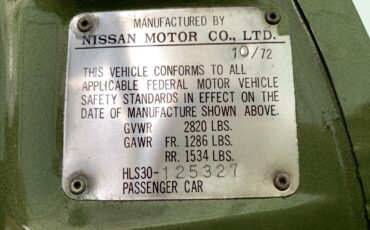 MANUFACTURED BY
NISSAN MOTOR CO., LTD.
10/72
THIS VEHICLE CONFORMS TO ALL
APPLICABLE FEDERAL MOTOR VEHICLE
SAFETY STANDARDS IN EFFECT ON THE
DATE OF MANUFACTURE SHOWN ABOVE.
GVWR 2820 LBS.
GAWR FR. 1286 LBS.
RR. 1534 LBS.
HLS30-125327
PASSENGER CAR